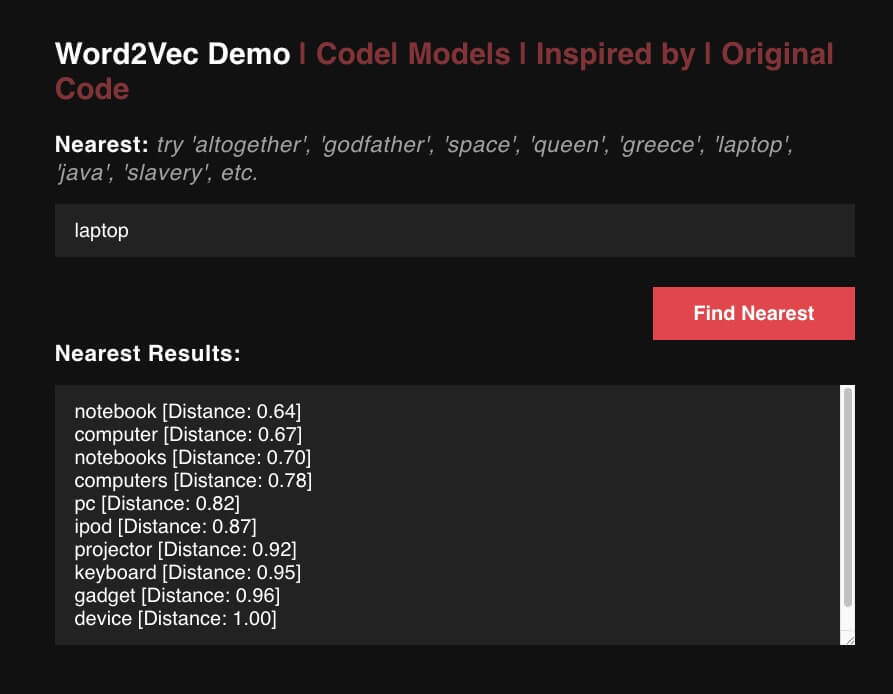 Word2Vec Demo | Codel Models | Inspired by | Original
Code
Nearest: try 'altogether', 'godfather', 'space', 'queen', 'greece', 'laptop',
'java', 'slavery', etc.
laptop
Find Nearest
Nearest Results:
notebook [Distance: 0.64]
computer [Distance: 0.67]
notebooks [Distance: 0.70]
computers [Distance: 0.78]
pc [Distance: 0.82]
ipod [Distance: 0.87]
projector [Distance: 0.92]
keyboard [Distance: 0.95]
gadget [Distance: 0.96]
device [Distance: 1.00]